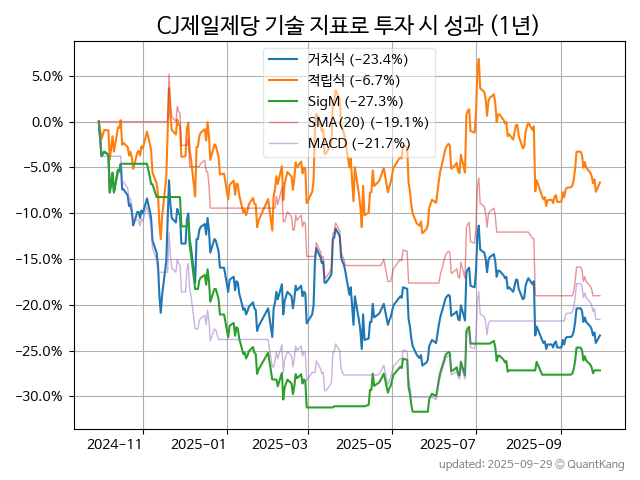 CJ제일제당 기술 지표로 투자 시 성과 (1년)
거치식 (−23.4%)
적립식 (−6.7%)
SigM (−27.3%)
SMA(20) (−19.1%)
MACD (−21.7%)
5.0%
0.0%
−5.0%
−10.0%
−15.0%
−20.0%
−25.0%
−30.0%
2024−11
2025−01
2025−03
2025−05
2025−07
2025−09
updated: 2025−09−29 © QuantKang